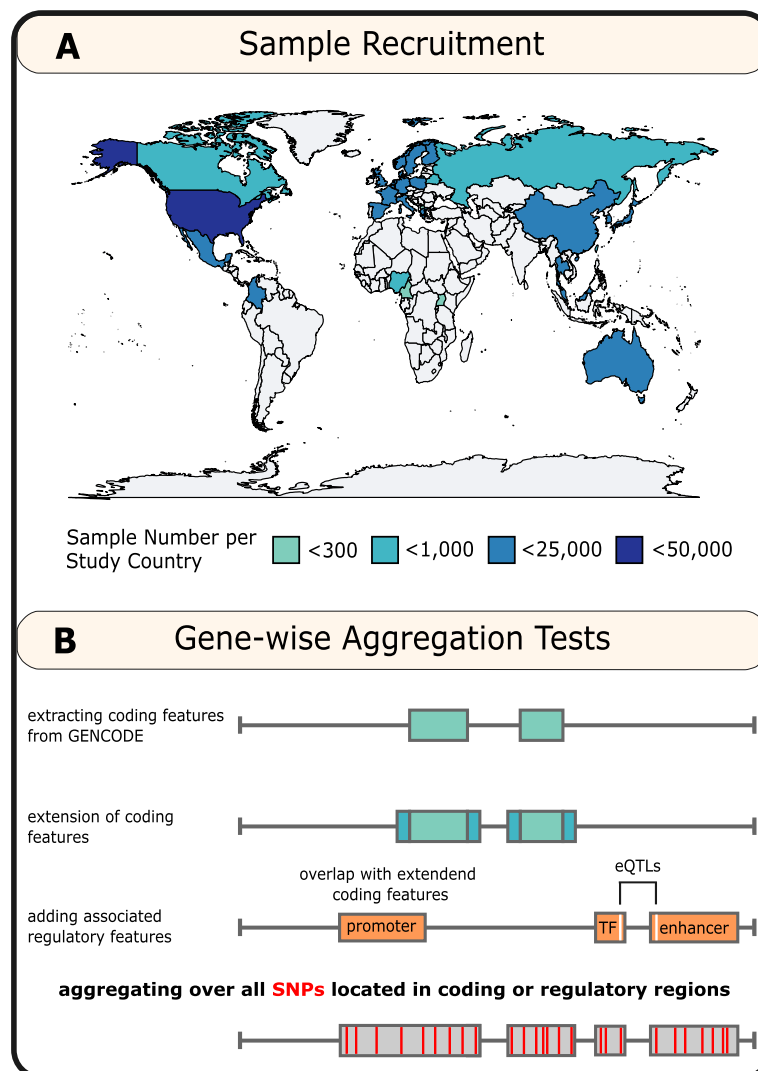 A
Sample Recruitment
Sample Number per
Study Country
<300
<1,000
<25,000
<50,000
B
Gene-wise Aggregation Tests
extracting coding features
from GENCODE
extension of coding
features
overlap with extendend
coding features
eQTLs
adding associated
regulatory features
promoter
TF
enhancer
aggregating over all SNPs located in coding or regulatory regions